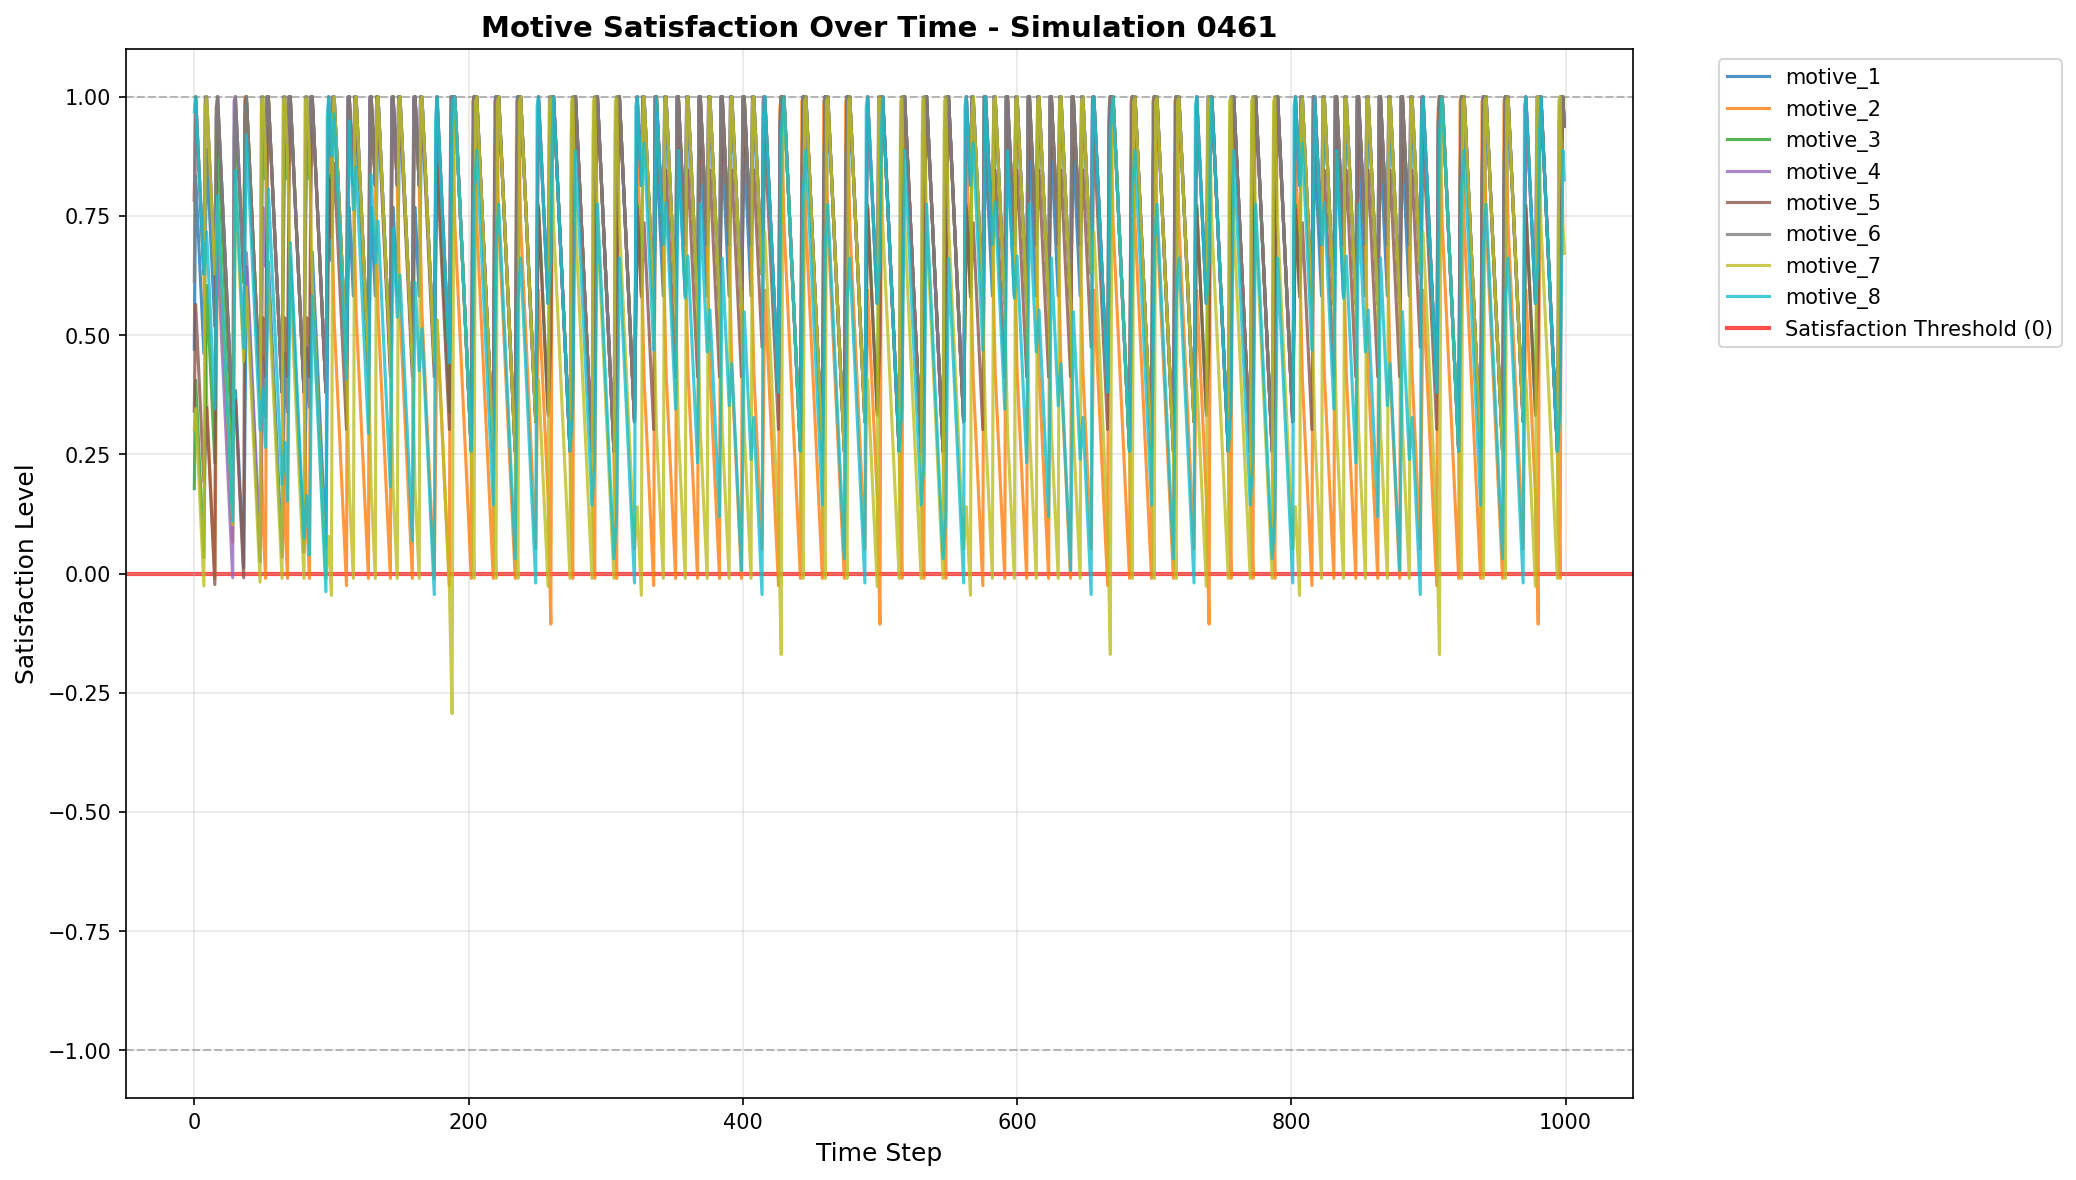 Motive Satisfaction Over Time - Simulation 0461
Satisfaction Level
1.00
0.75
0.50
0.25
0.00
−0.25
−0.50
−0.75
−1.00
0
200
400
600
800
1000
Time Step
motive_1
motive_2
motive_3
motive_4
motive_5
motive_6
motive_7
motive_8
Satisfaction Threshold (0)